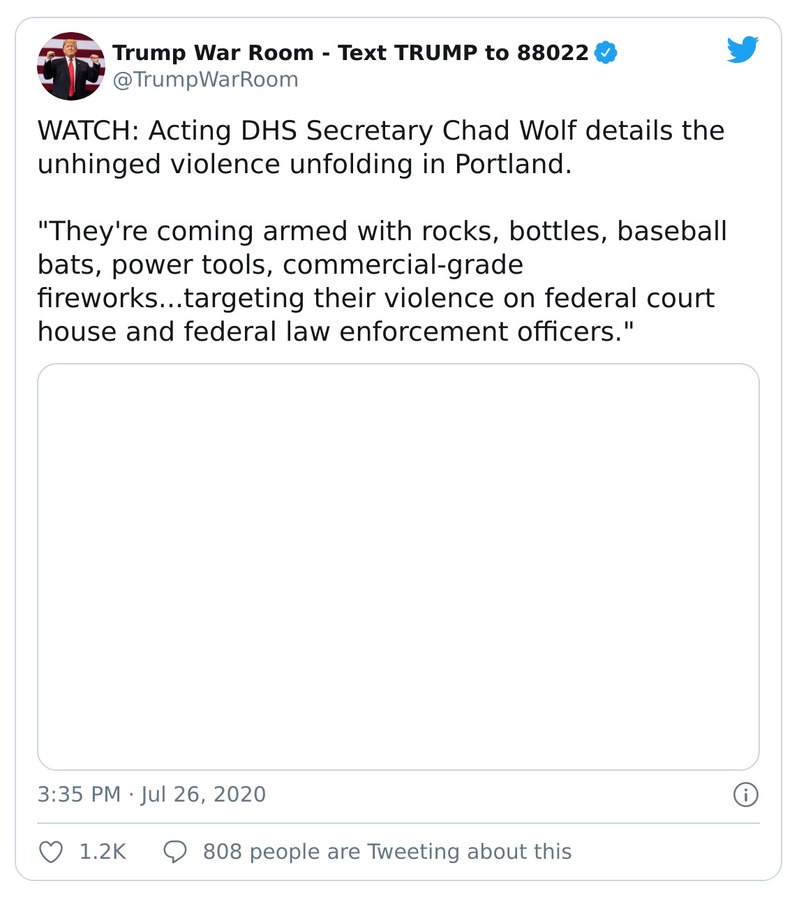 Trump War Room - Text TRUMP to 88022
@TrumpWarRoom
WATCH: Acting DHS Secretary Chad Wolf details the
unhinged violence unfolding in Portland.
"They're coming armed with rocks, bottles, baseball
bats, power tools, commercial-grade
fireworks...targeting their violence on federal court
house and federal law enforcement officers."
3:35 PM · Jul 26, 2020
1.2K 808 people are Tweeting about this